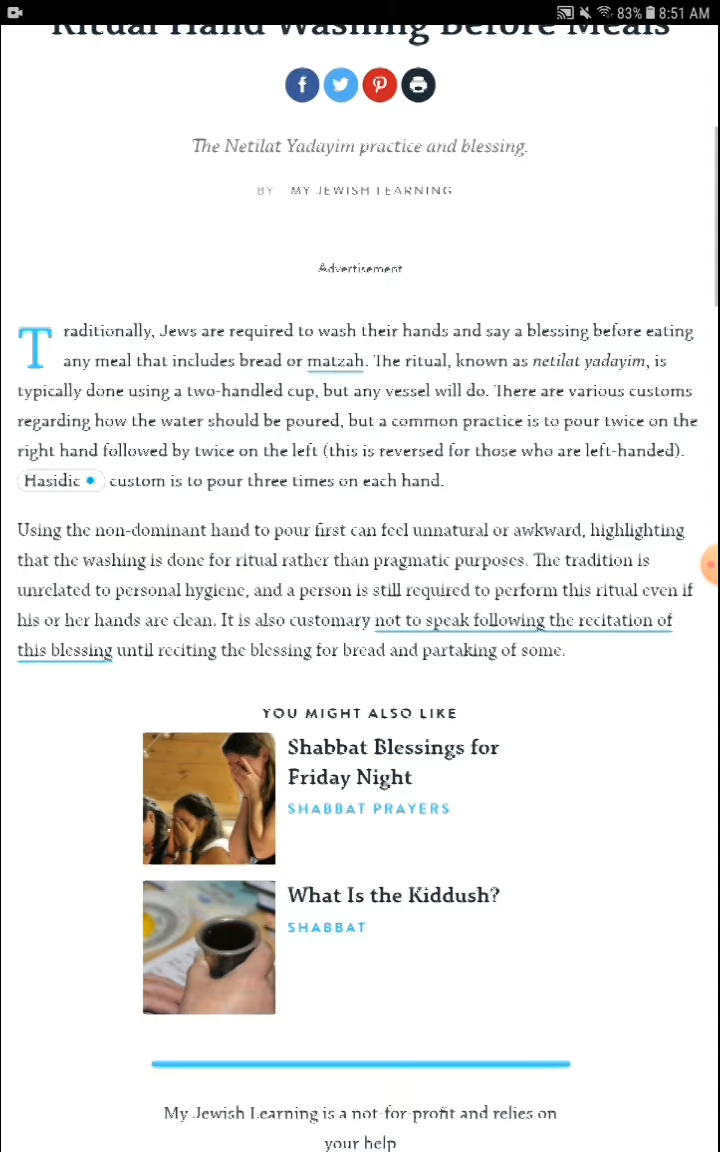 83% 8:51 AM
Ritual Hand Washing Before Meals
The Netilat Yadayim practice and blessing.
BY MY JEWISH LEARNING
Advertisement
Traditionally, Jews are required to wash their hands and say a blessing before eating
any meal that includes bread or matzah. The ritual, known as netilat yadayim, is
typically done using a two-handled cup, but any vessel will do. There are various customs
regarding how the water should be poured, but a common practice is to pour twice on the
right hand followed by twice on the left (this is reversed for those who are left-handed).
Hasidic custom is to pour three times on each hand.
Using the non-dominant hand to pour first can feel unnatural or awkward, highlighting
that the washing is done for ritual rather than pragmatic purposes. The tradition is
unrelated to personal hygiene, and a person is still required to perform this ritual even if
his or her hands are clean. It is also customary not to speak following the recitation of
this blessing until reciting the blessing for bread and partaking of some.
YOU MIGHT ALSO LIKE
Shabbat Blessings for
Friday Night
SHABBAT PRAYERS
What Is the Kiddush?
SHABBAT
My Jewish Learning is a not-for-profit and relies on
your help